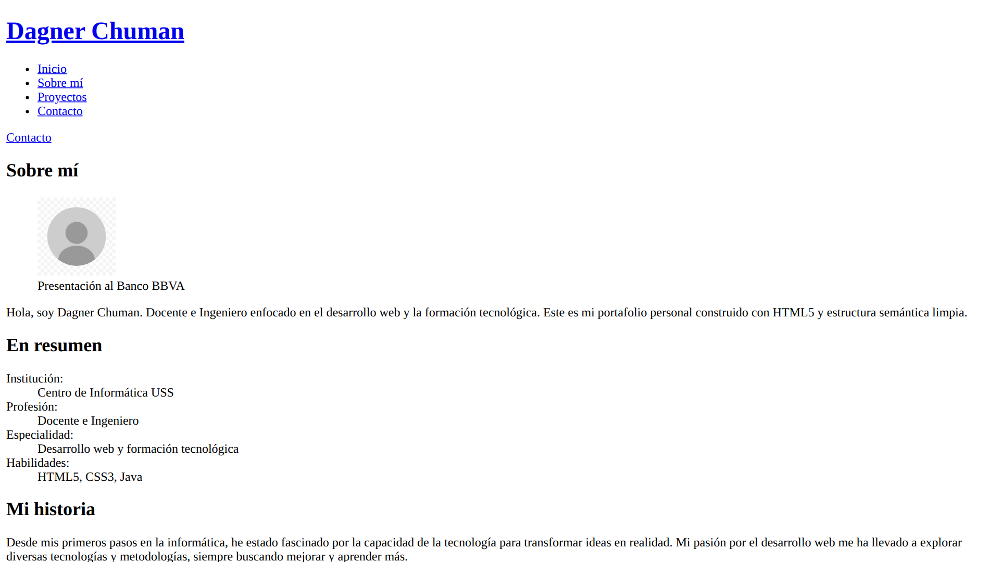 Dagner Chuman
Inicio
Sobre mí
Proyectos
Contacto
Contacto
Sobre mí
Presentación al Banco BBVA
Hola, soy Dagner Chuman. Docente e Ingeniero enfocado en el desarrollo web y la formación tecnológica. Este es mi portafolio personal construido con HTML5 y estructura semántica limpia.
En resumen
Institución:
Centro de Informática USS
Profesión:
Docente e Ingeniero
Especialidad:
Desarrollo web y formación tecnológica
Habilidades:
HTML5, CSS3, Java
Mi historia
Desde mis primeros pasos en la informática, he estado fascinado por la capacidad de la tecnología para transformar ideas en realidad. Mi pasión por el desarrollo web me ha llevado a explorar
diversas tecnologías y metodologías, siempre buscando mejorar y aprender más.